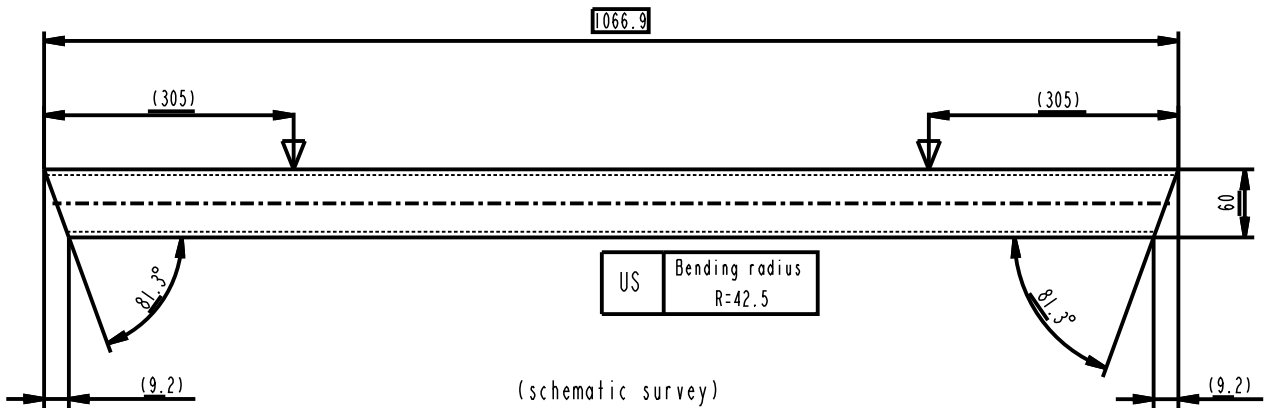 1066.9
(305)
(305)
60
US
Bending radius
R=42.5
81.3°
81.3°
(9.2)
(schematic survey)
(9.2)